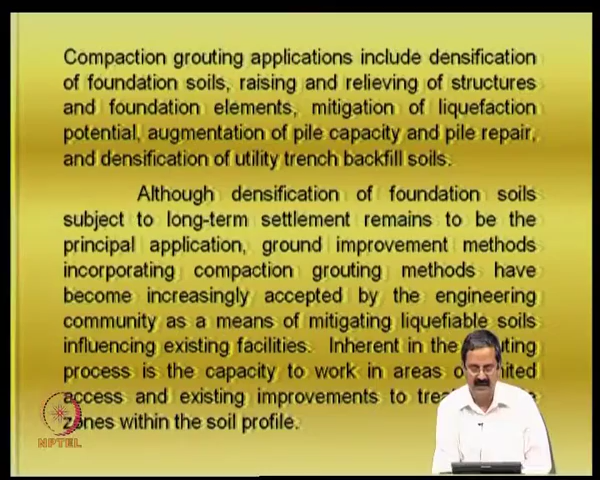 Compaction grouting applications include densification
of foundation soils, raising and relieving of structures
and foundation elements, mitigation of liquefaction
potential, augmentation of pile capacity and pile repair,
and densification of utility trench backfill soils.
Although densification of foundation soils
subject to long-term settlement remains to be the
principal application, ground improvement methods
incorporating compaction grouting methods have
become increasingly accepted by the engineering
community as a means of mitigating liquefiable soils
influencing existing facilities. Inherent in the
process is the capacity to work in areas
access and existing improvements to
zones within the soil profile.
NPTEL